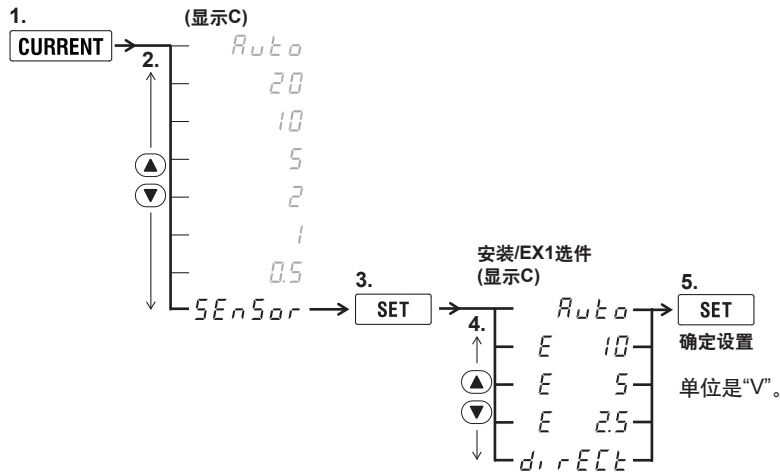 1.
(显示C)
CURRENT
2.
Auto
20
10
5
2
1
0.5
SEnSor
3.
SET
安装/EX1选件
(显示C)
4.
Auto
E 10
E 5
E 2.5
dirECt
5.
SET
确定设置
单位是“V”。